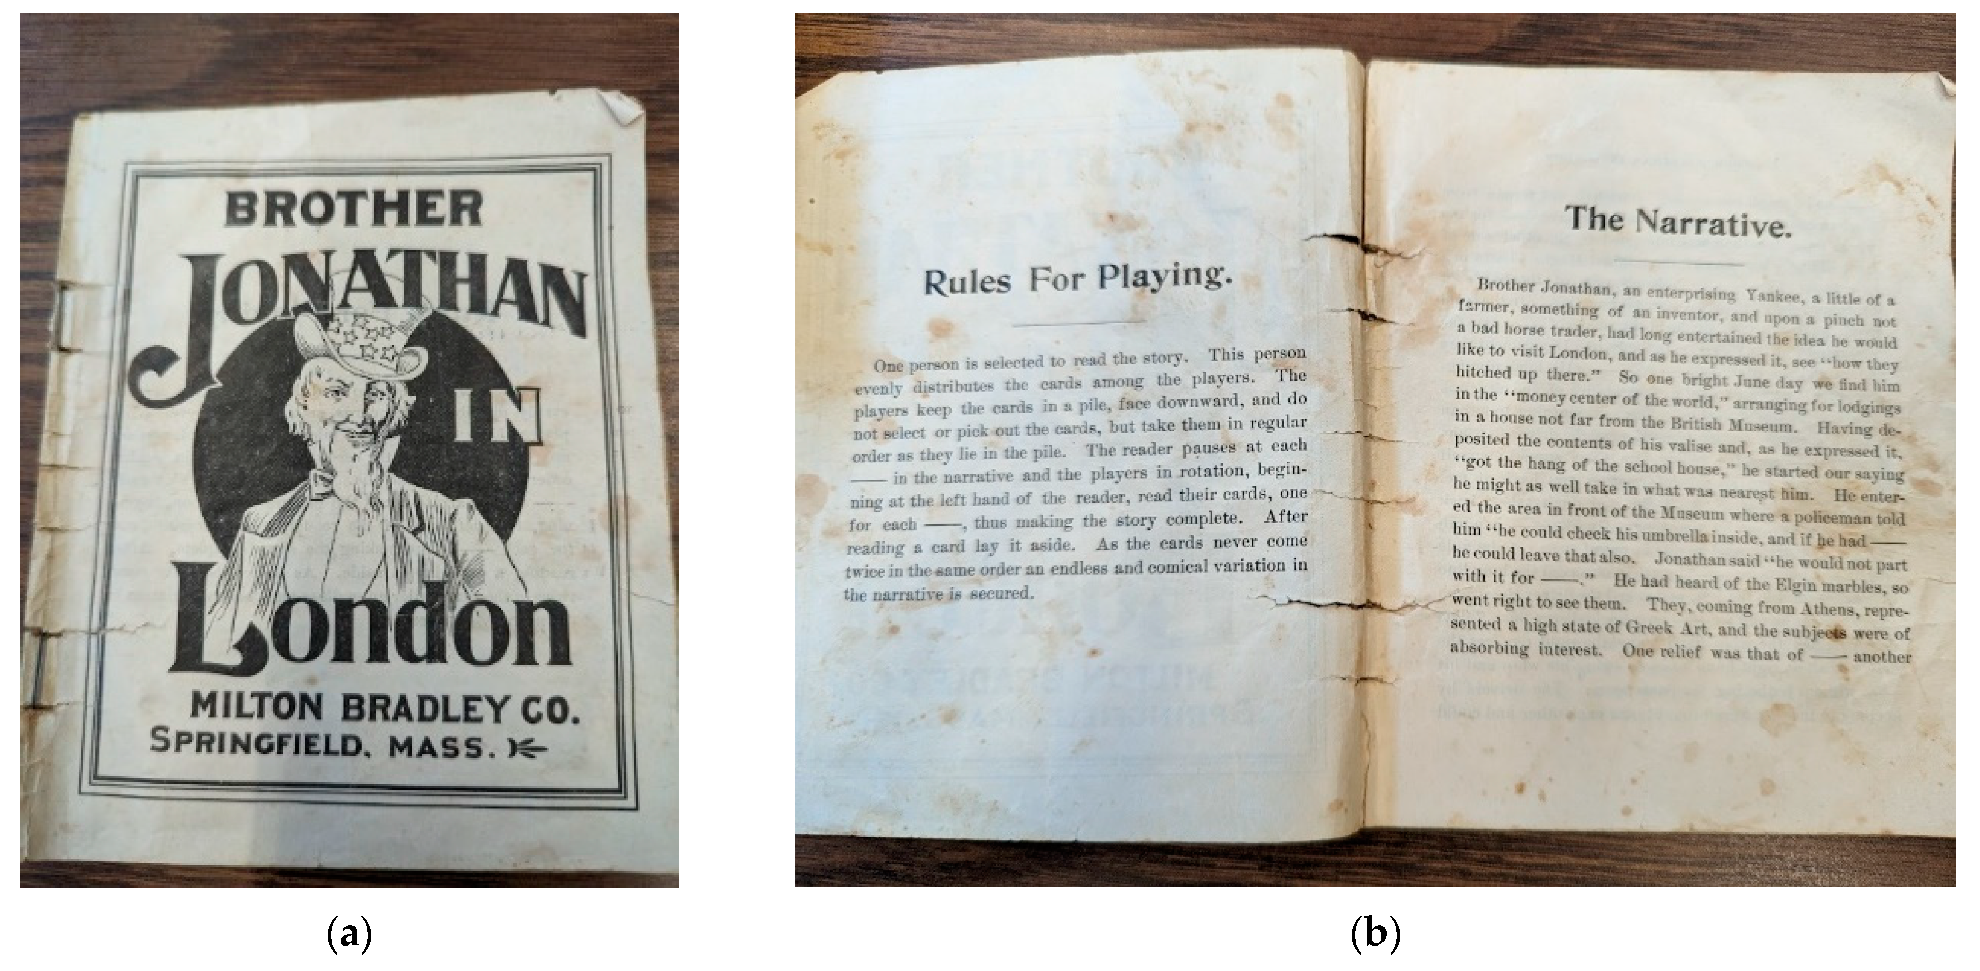 BROTHER
JONATHAN
IN
London
MILTON BRADLEY CO.
SPRINGFIELD, MASS.
(a)
Rules For Playing.
One person is selected to read the story. This person
evenly distributes the cards among the players. The
players keep the cards in a pile, face downward, and do
not select or pick out the cards, but take them in regular
order as they lie in the pile. The reader pauses at each
—— in the narrative and the players in rotation, begin-
ning at the left hand of the reader, read their cards, one
for each ——, thus making the story complete. After
reading a card lay it aside. As the cards never come
twice in the same order an endless and comical variation in
the narrative is secured.
The Narrative.
Brother Jonathan, an enterprising Yankee, a little of a
farmer, something of an inventor, and upon a pinch not
a bad horse trader, had long entertained the idea he would
like to visit London, and as he expressed it, see "how they
hitched up there." So one bright June day we find him
in the "money center of the world," arranging for lodgings
in a house not far from the British Museum. Having de-
posited the contents of his valise and, as he expressed it,
"got the hang of the school house," he started our saying
he might as well take in what was nearest him. He enter-
ed the area in front of the Museum where a policeman told
him "he could check his umbrella inside, and if he had ——
he could leave that also. Jonathan said "he would not part
with it for ——." He had heard of the Elgin marbles, so
went right to see them. They, coming from Athens, repre-
sented a high state of Greek Art, and the subjects were of
absorbing interest. One relief was that of —— another
(b)